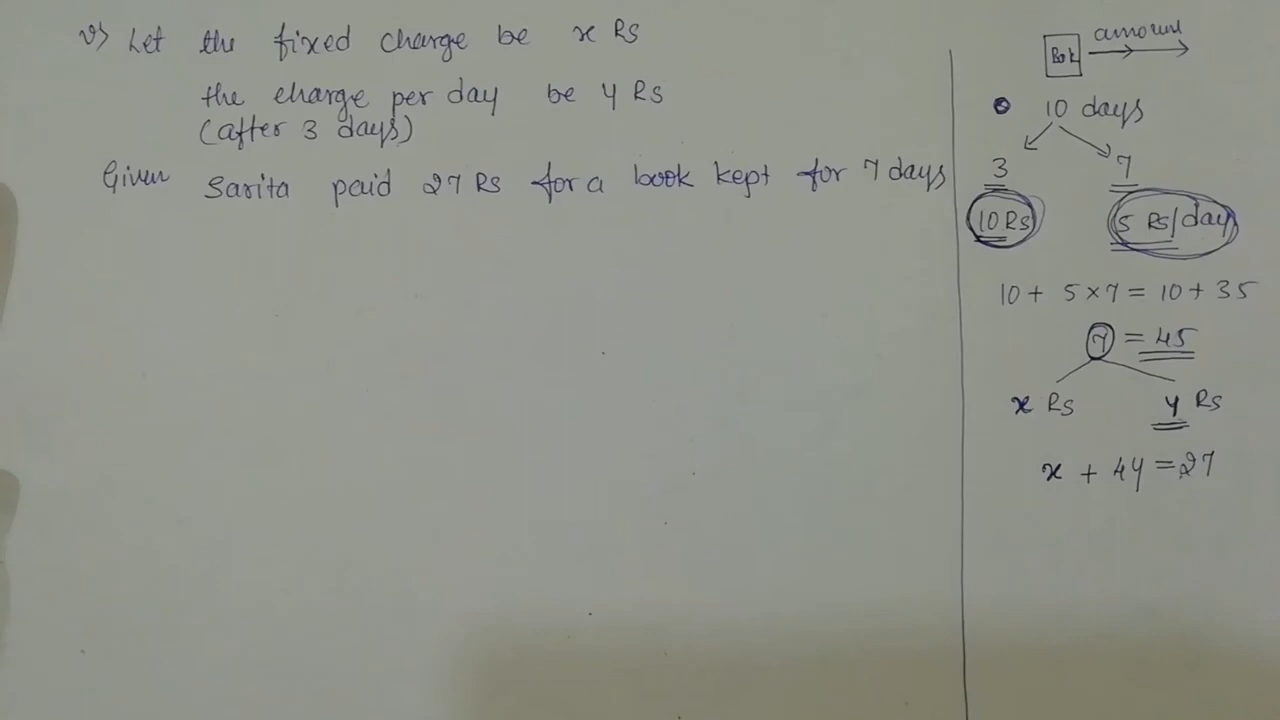 v) Let the fixed charge be x Rs
the charge per day be y Rs
(after 3 days)
Given Sarita paid 27 Rs for a book kept for 7 days
Book amount
10 days
3 7
10 Rs 5 Rs/day
10 + 5 × 7 = 10 + 35
7 = 45
x Rs y Rs
x + 4y = 27